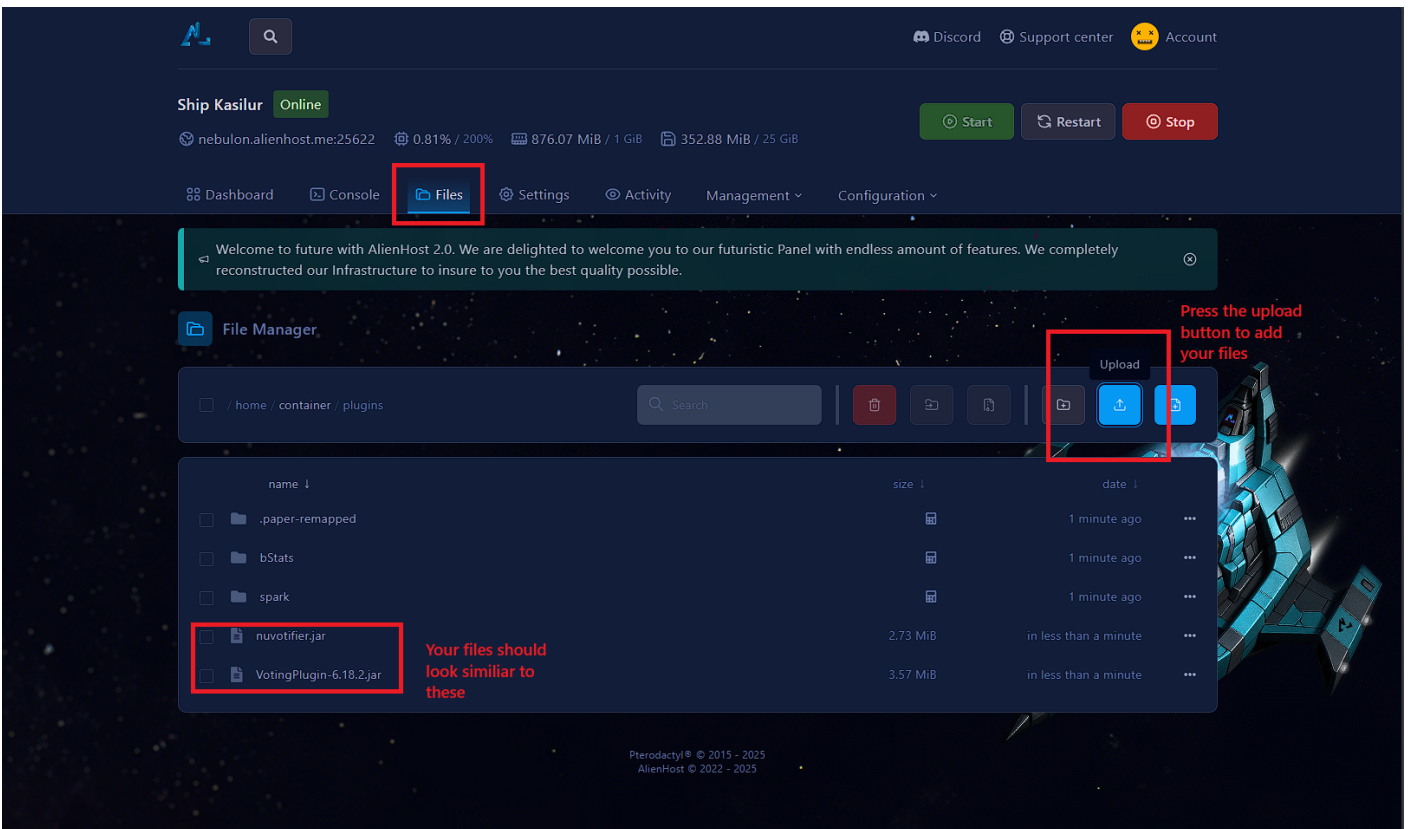 Discord
Support center
Account
Ship Kasilur
Online
nebulon.alienhost.me:25622
0.81% / 200%
876.07 MiB / 1 GiB
352.88 MiB / 25 GiB
Start
Restart
Stop
Dashboard
Console
Files
Settings
Activity
Management
Configuration
Welcome to future with AlienHost 2.0. We are delighted to welcome you to our futuristic Panel with endless amount of features. We completely
reconstructed our Infrastructure to insure to you the best quality possible.
File Manager
Press the upload
button to add
your files
Upload
/ home / container / plugins
Search
name ↓
size ↓
date ↓
.paper-remapped
1 minute ago
bStats
1 minute ago
spark
1 minute ago
nuvotifier.jar
2.73 MiB
in less than a minute
VotingPlugin-6.18.2.jar
3.57 MiB
in less than a minute
Your files should
look similiar to
these
Pterodactyl® © 2015 - 2025
AlienHost © 2022 - 2025